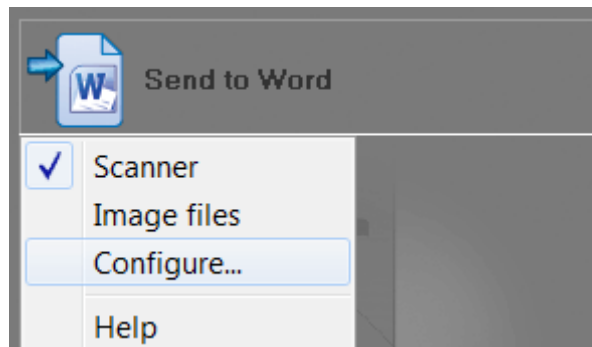 W
Send to Word
Scanner
Image files
Configure...
Help